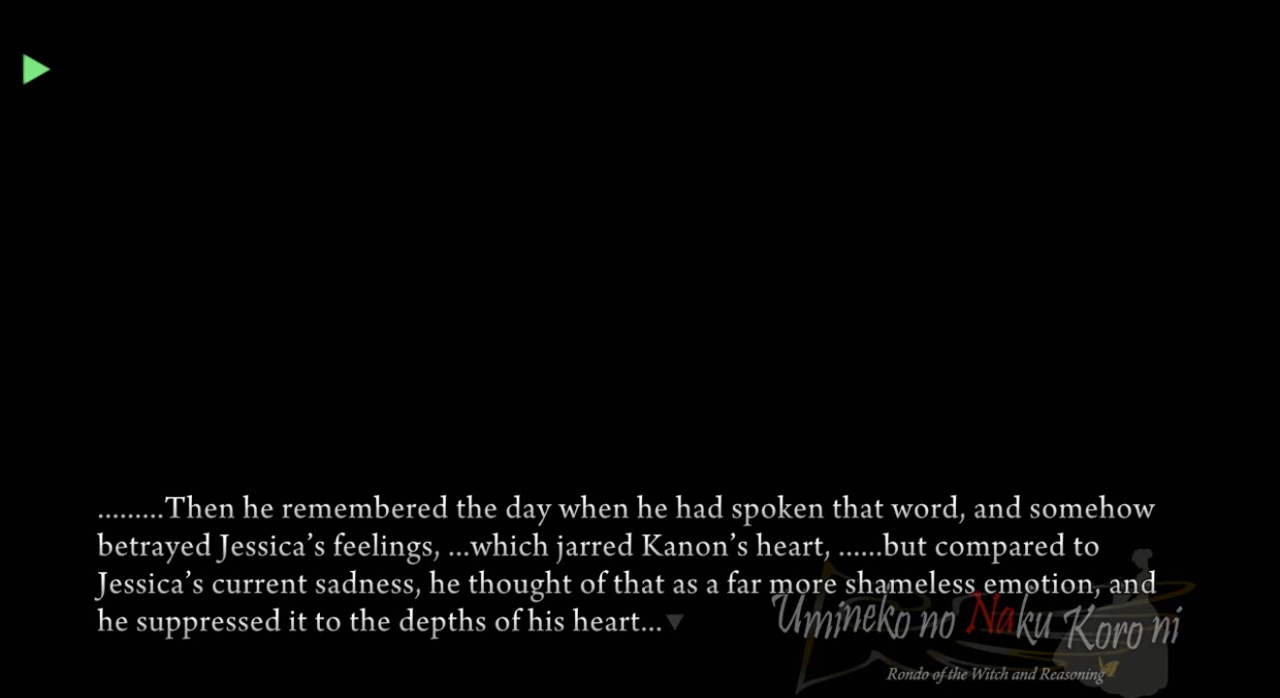 .........Then he remembered the day when he had spoken that word, and somehow
betrayed Jessica’s feelings, ...which jarred Kanon’s heart, ......but compared to
Jessica’s current sadness, he thought of that as a far more shameless emotion, and
he suppressed it to the depths of his heart...
Umineko no Naku Koro ni
Rondo of the Witch and Reasoning